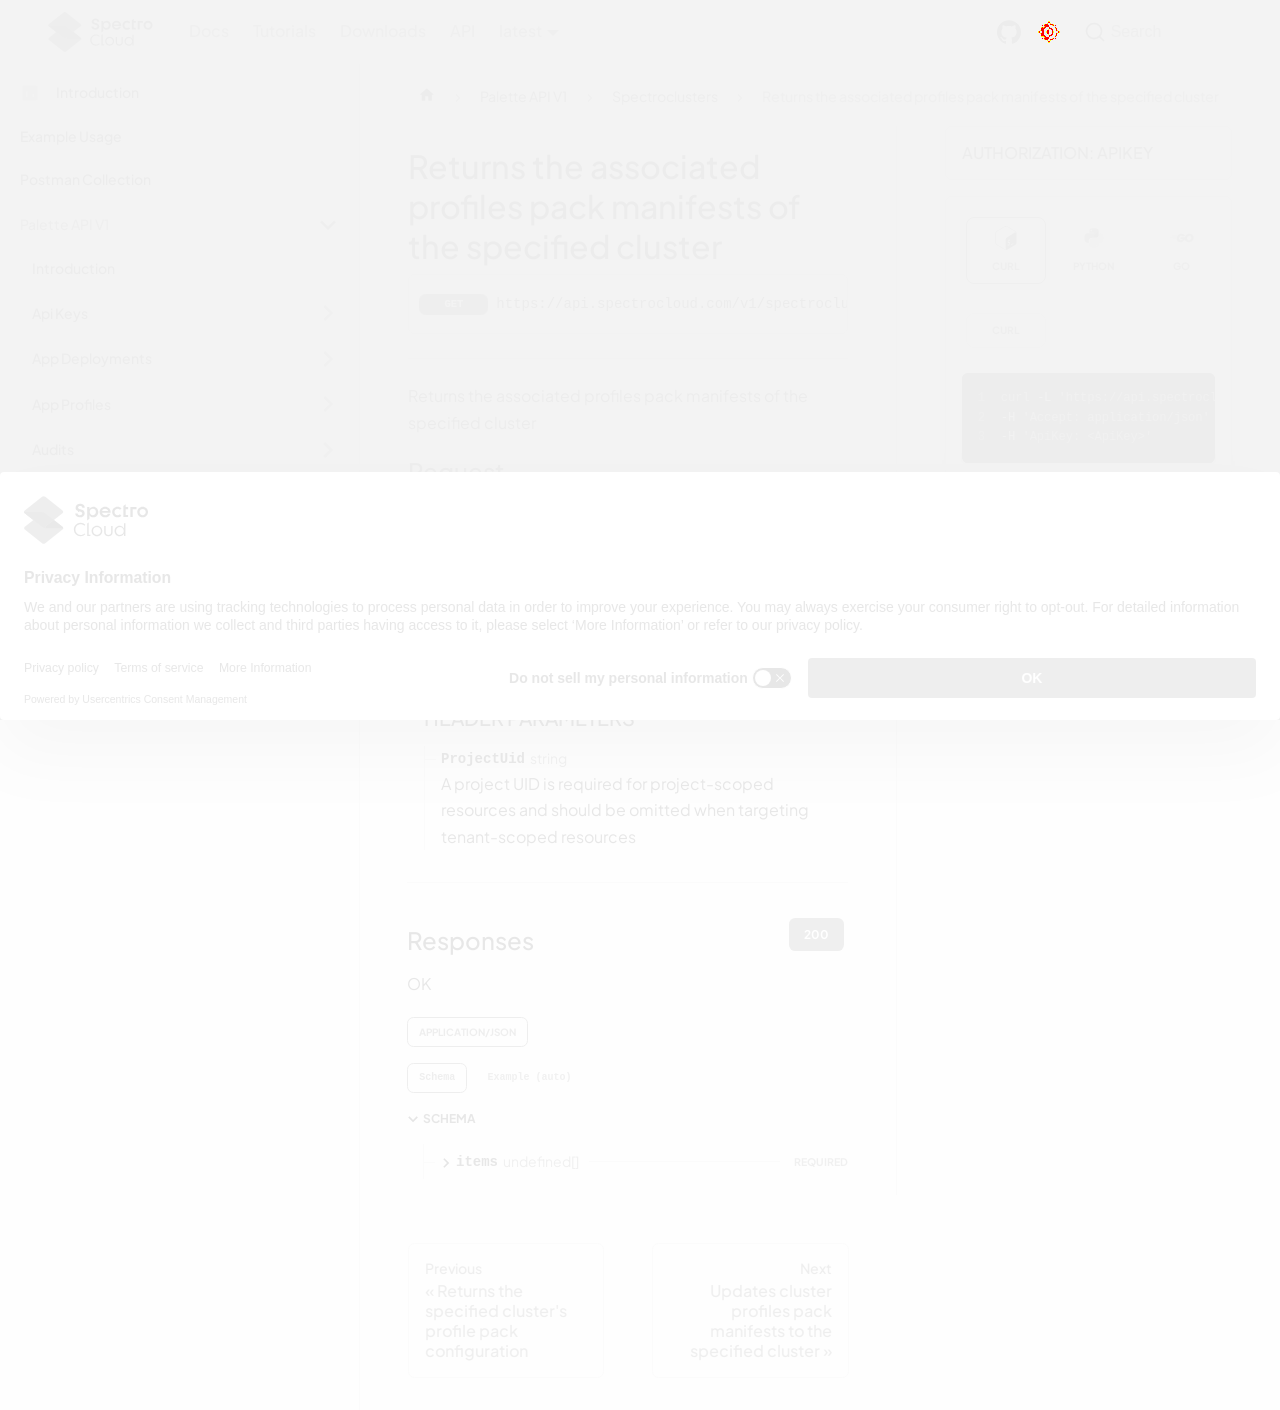 Spectro
Cloud
Docs
Tutorials
Downloads
API
latest
Search
Introduction
Example Usage
Postman Collection
Palette API V1
Introduction
Api Keys
App Deployments
App Profiles
Audits
Palette API V1
Spectroclusters
Returns the associated profiles pack manifests of the specified cluster
Returns the associated
profiles pack manifests of
the specified cluster
GET
https://api.spectrocloud.com/v1/spectroclu
Returns the associated profiles pack manifests of the
specified cluster
Request
AUTHORIZATION: APIKEY
CURL
PYTHON
GO
GO
CURL
Spectro
Cloud
Privacy Information
We and our partners are using tracking technologies to process personal data in order to improve your experience. You may always exercise your consumer right to opt-out. For detailed information
about personal information we collect and third parties having access to it, please select 'More Information' or refer to our privacy policy.
Privacy policy
Terms of service
More Information
Powered by Usercentrics Consent Management
Do not sell my personal information
OK
HEADER PARAMETERS
ProjectUid string
A project UID is required for project-scoped
resources and should be omitted when targeting
tenant-scoped resources
Responses
200
OK
APPLICATION/JSON
Schema
Example (auto)
SCHEMA
items undefined[]
REQUIRED
Previous
« Returns the
specified cluster's
profile pack
configuration
Next
Updates cluster
profiles pack
manifests to the
specified cluster »